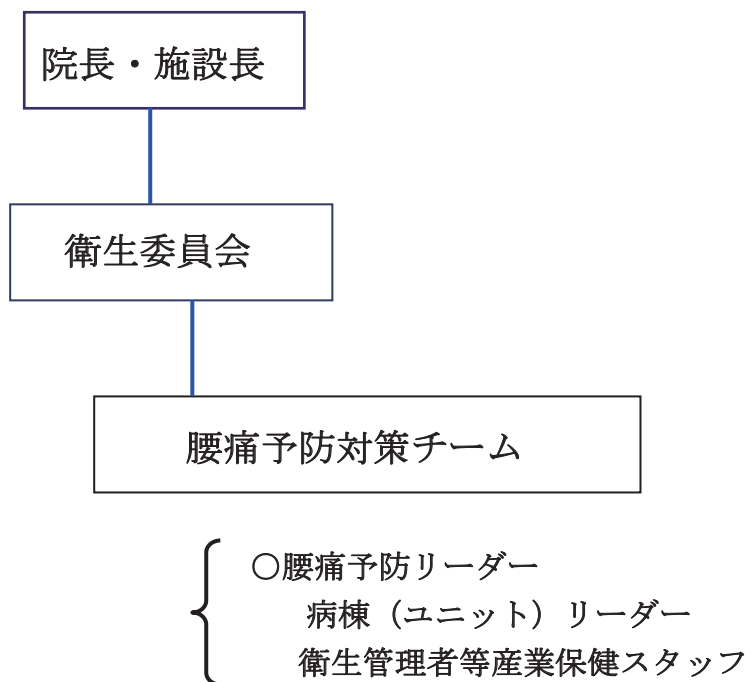 院長・施設長
衛生委員会
腰痛予防対策チーム
○腰痛予防リーダー
病棟（ユニット）リーダー
衛生管理者等産業保健スタッフ